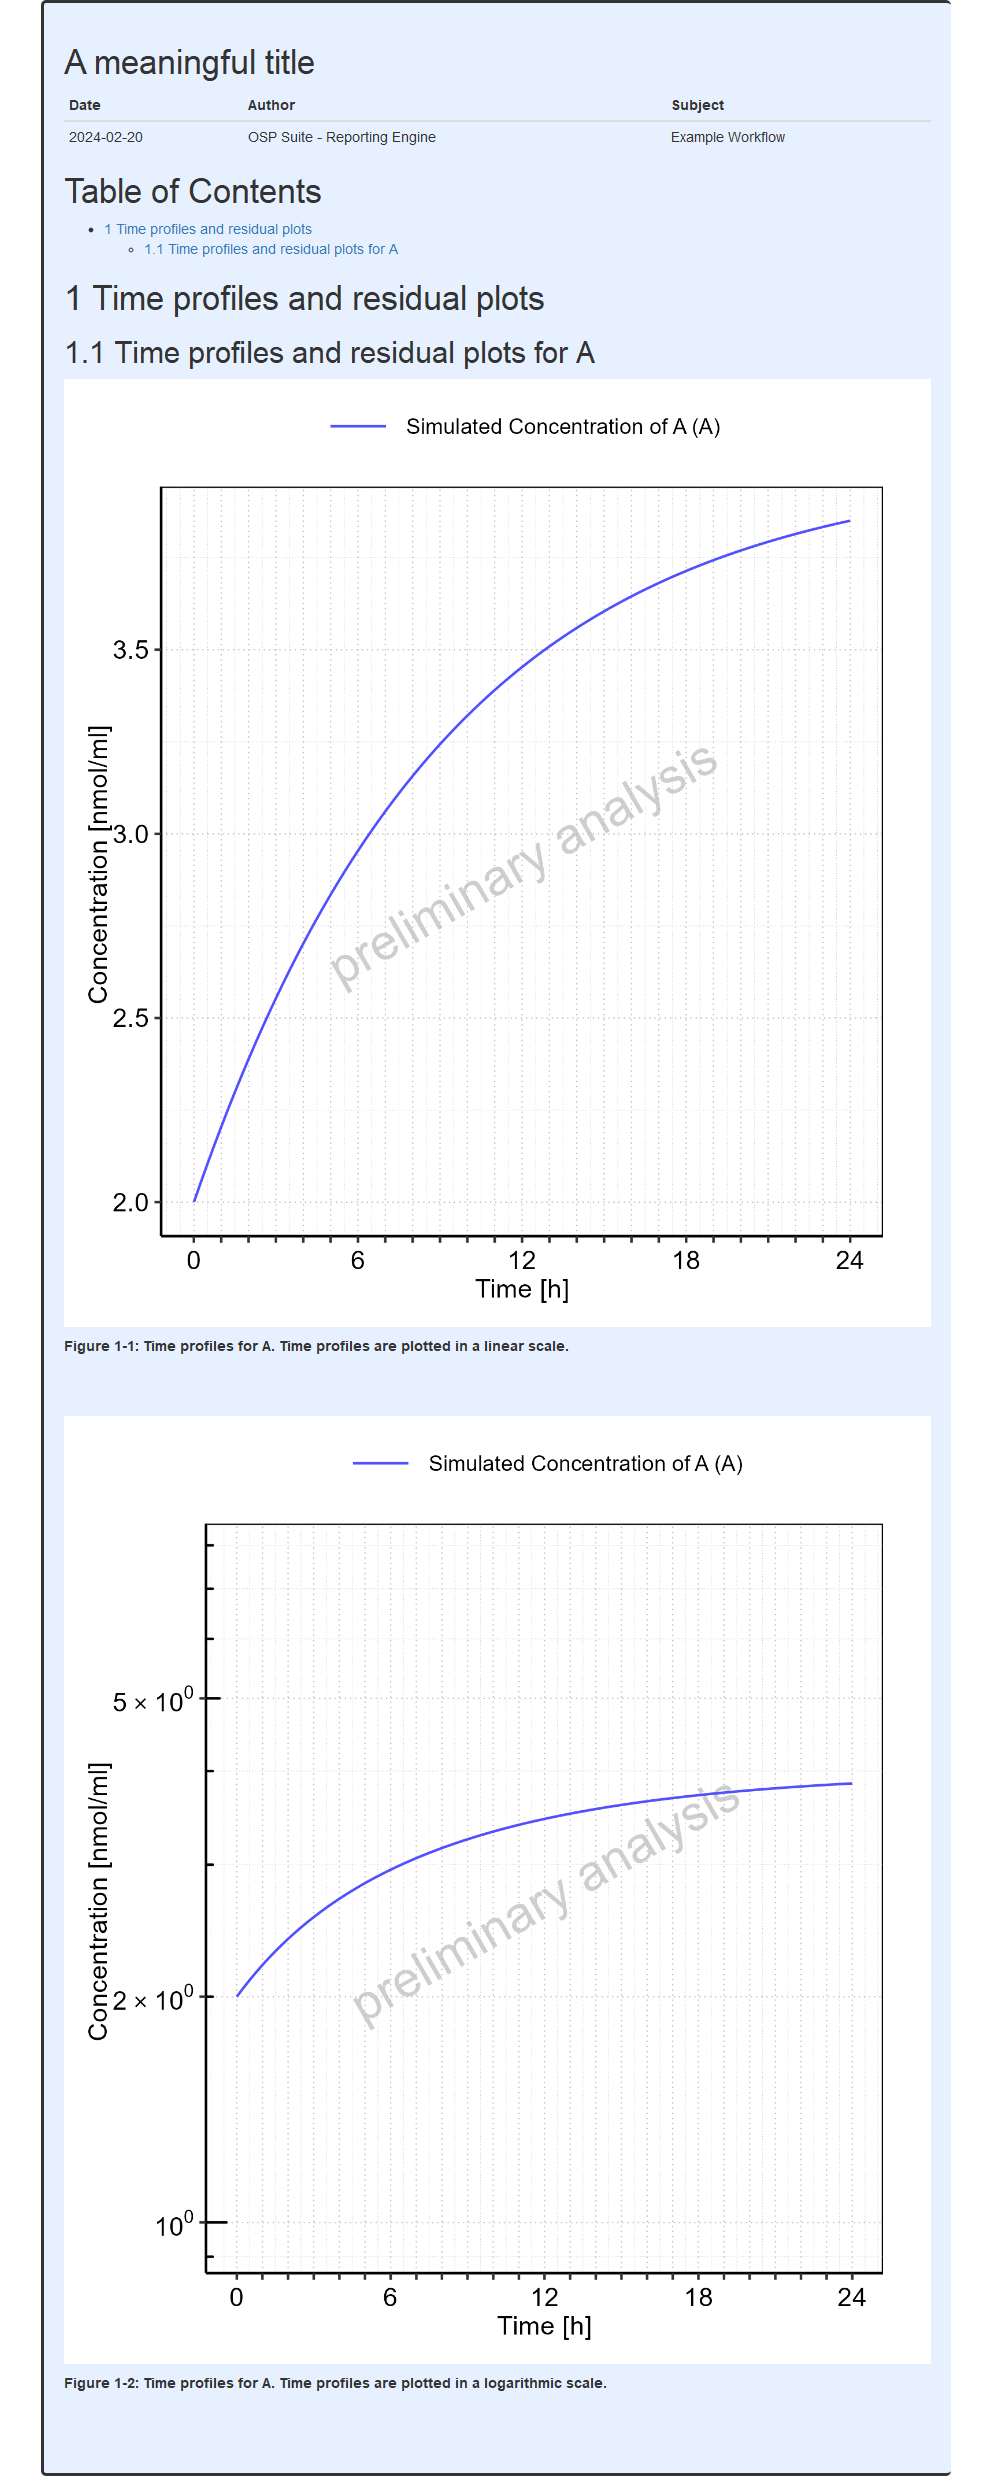 A meaningful title
Date Author Subject
2024-02-20 OSP Suite - Reporting Engine Example Workflow
Table of Contents
1 Time profiles and residual plots
1.1 Time profiles and residual plots for A
1 Time profiles and residual plots
1.1 Time profiles and residual plots for A
Simulated Concentration of A (A)
Concentration [nmol/ml]
3.5
3.0
2.5
2.0
preliminary analysis
0 6 12 18 24
Time [h]
Figure 1-1: Time profiles for A. Time profiles are plotted in a linear scale.
Simulated Concentration of A (A)
Concentration [nmol/ml]
5 × 10⁰
2 × 10⁰
10⁰
preliminary analysis
0 6 12 18 24
Time [h]
Figure 1-2: Time profiles for A. Time profiles are plotted in a logarithmic scale.